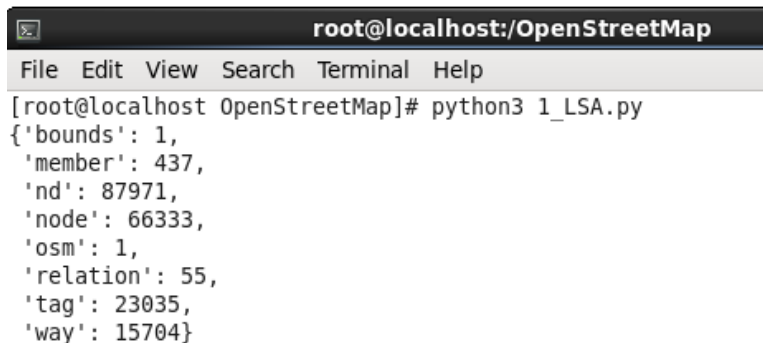 root@localhost:/OpenStreetMap
File Edit View Search Terminal Help
[root@localhost OpenStreetMap]# python3 1_LSA.py
{'bounds': 1,
 'member': 437,
 'nd': 87971,
 'node': 66333,
 'osm': 1,
 'relation': 55,
 'tag': 23035,
 'way': 15704}